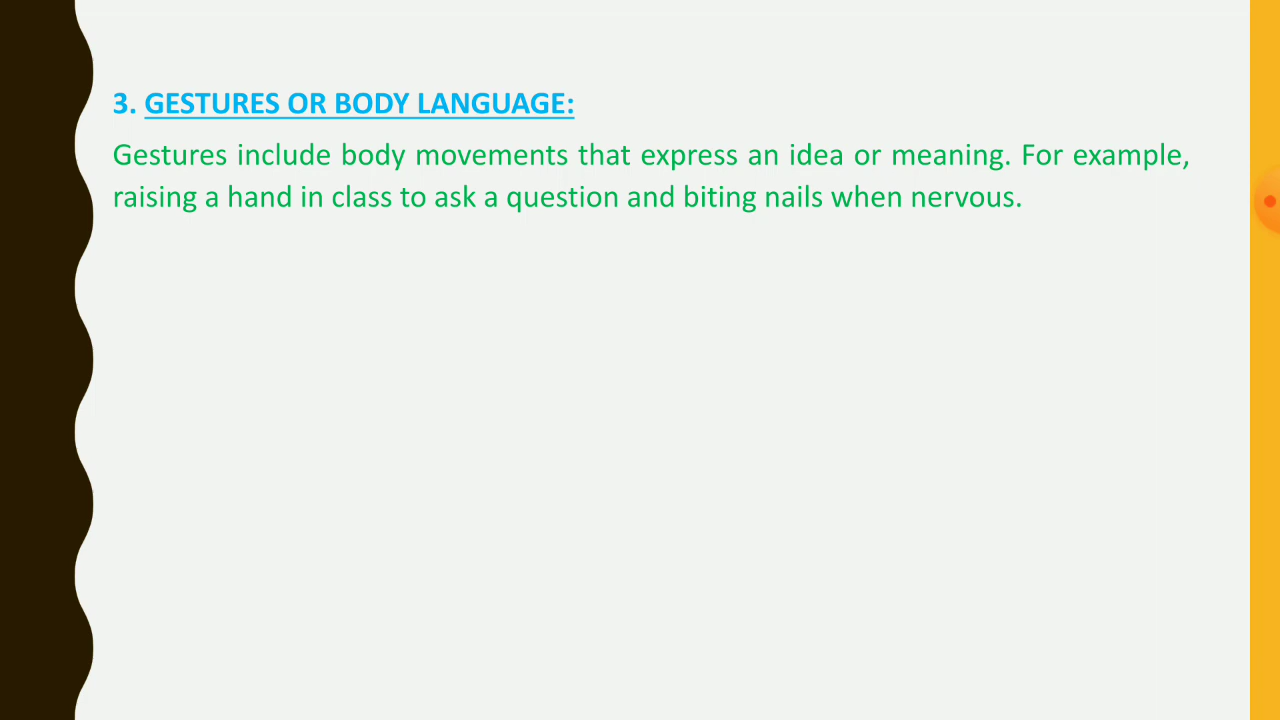 3. GESTURES OR BODY LANGUAGE:
Gestures include body movements that express an idea or meaning. For example,
raising a hand in class to ask a question and biting nails when nervous.